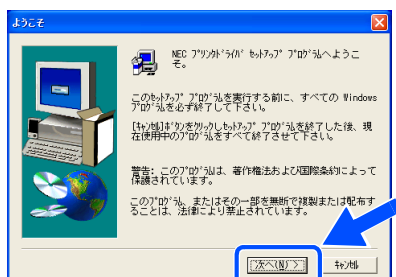 ようこそ
NEC ﾌﾟﾘﾝﾀﾄﾞﾗｲﾊﾞ ｾｯﾄｱｯﾌﾟ ﾌﾟﾛｸﾞﾗﾑへようこ
そ。
このｾｯﾄｱｯﾌﾟ ﾌﾟﾛｸﾞﾗﾑを実行する前に、すべての Windows
ﾌﾟﾛｸﾞﾗﾑを必ず終了して下さい。
[ｷｬﾝｾﾙ]ﾎﾞﾀﾝをｸﾘｯｸしｾｯﾄｱｯﾌﾟ ﾌﾟﾛｸﾞﾗﾑを終了した後、現
在使用中のﾌﾟﾛｸﾞﾗﾑをすべて終了させて下さい。
警告: このﾌﾟﾛｸﾞﾗﾑは、著作権法および国際条約によって
保護されています。
このﾌﾟﾛｸﾞﾗﾑ、またはその一部を無断で複製または配布す
ることは、法律により禁止されています。
次へ(N) >
ｷｬﾝｾﾙ